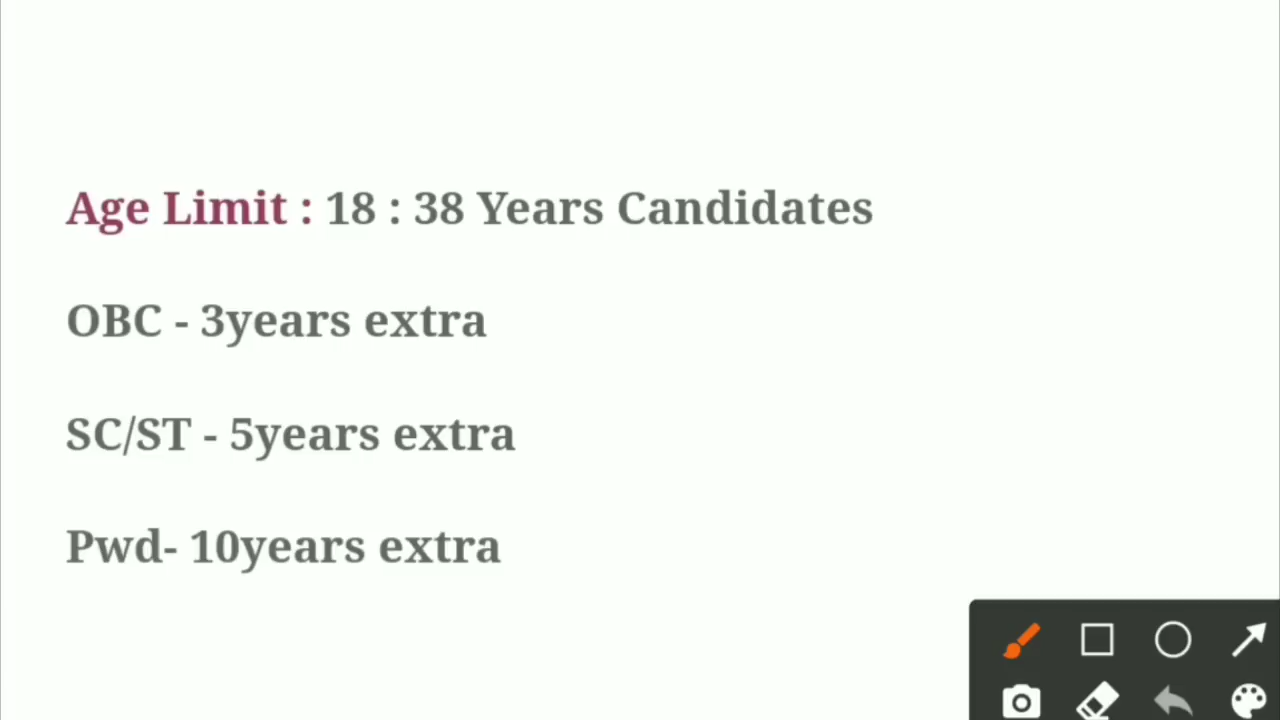 Age Limit : 18 : 38 Years Candidates
OBC - 3years extra
SC/ST - 5years extra
Pwd- 10years extra